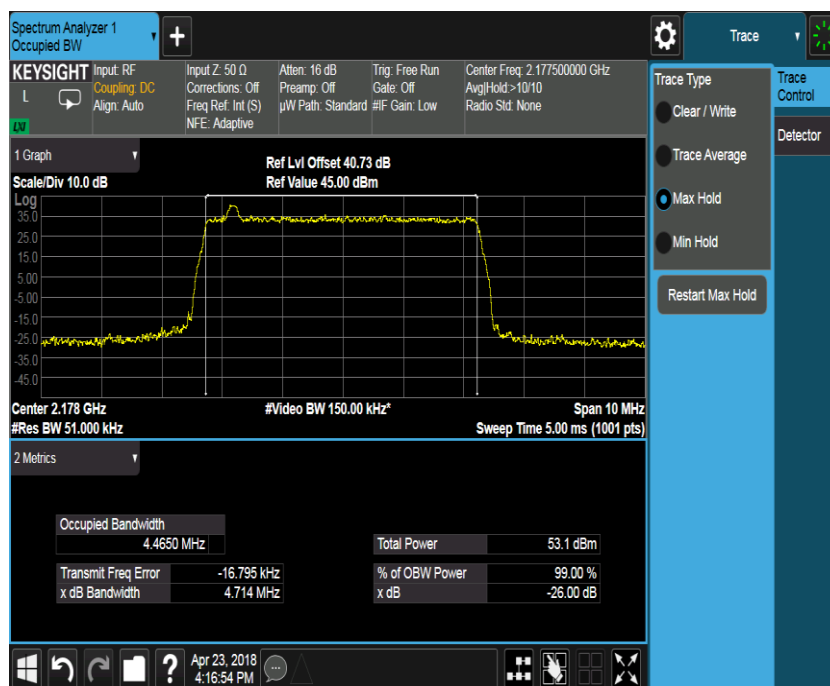 Spectrum Analyzer 1
Occupied BW
+
Trace
KEYSIGHT
L
LXI
Input: RF
Coupling: DC
Align: Auto
Input Z: 50 Ω
Corrections: Off
Freq Ref: Int (S)
NFE: Adaptive
Atten: 16 dB
Preamp: Off
µW Path: Standard
Trig: Free Run
Gate: Off
#IF Gain: Low
Center Freq: 2.177500000 GHz
Avg|Hold:>10/10
Radio Std: None
Trace Type
Clear / Write
Trace Average
Max Hold
Min Hold
Restart Max Hold
Trace
Control
Detector
1 Graph
Scale/Div 10.0 dB
Ref Lvl Offset 40.73 dB
Ref Value 45.00 dBm
Log
35.0
25.0
15.0
5.00
-5.00
-15.0
-25.0
-35.0
-45.0
Center 2.178 GHz
#Video BW 150.00 kHz*
Span 10 MHz
#Res BW 51.000 kHz
Sweep Time 5.00 ms (1001 pts)
2 Metrics
Occupied Bandwidth
4.4650 MHz
Total Power 53.1 dBm
Transmit Freq Error -16.795 kHz
% of OBW Power 99.00 %
x dB Bandwidth 4.714 MHz
x dB -26.00 dB
?
Apr 23, 2018
4:16:54 PM